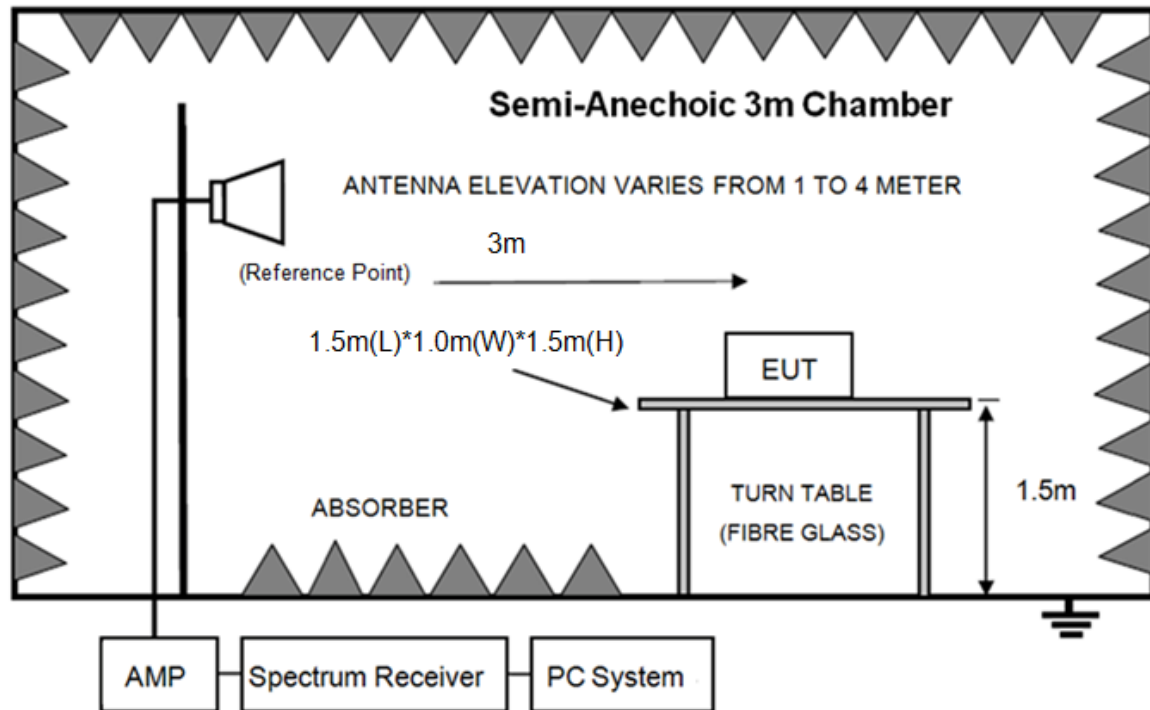 Semi-Anechoic 3m Chamber
ANTENNA ELEVATION VARIES FROM 1 TO 4 METER
3m
(Reference Point)
1.5m(L)*1.0m(W)*1.5m(H)
EUT
ABSORBER
TURN TABLE
(FIBRE GLASS)
1.5m
AMP
Spectrum Receiver
PC System